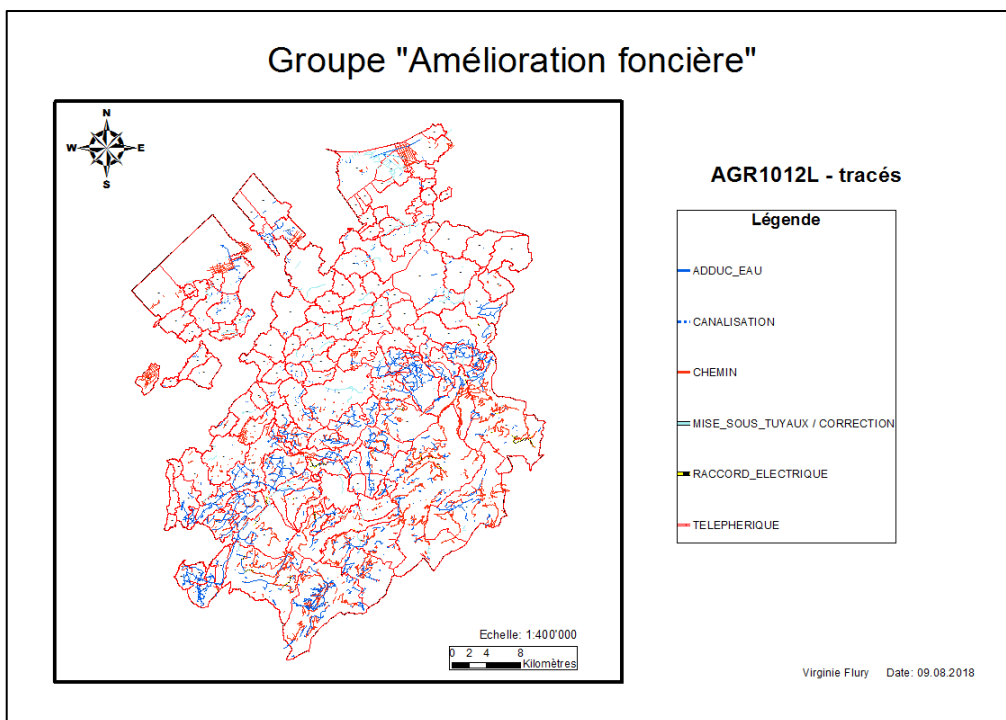 Groupe "Amélioration foncière"
N
W
E
S
AGR1012L - tracés
Légende
ADDUC_EAU
CANALISATION
CHEMIN
MISE_SOUS_TUYAUX / CORRECTION
RACCORD_ELECTRIQUE
TELEPHERIQUE
Echelle: 1:400'000
0 2 4 8
Kilomètres
Virginie Flury Date: 09.08.2018